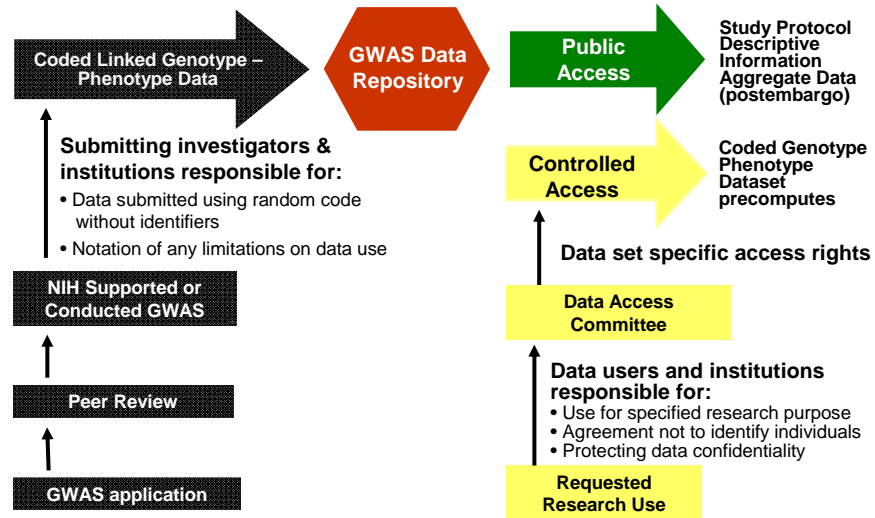 Coded Linked Genotype –
Phenotype Data
GWAS Data
Repository
Public
Access
Study Protocol
Descriptive
Information
Aggregate Data
(postembargo)
Submitting investigators &
institutions responsible for:
• Data submitted using random code
without identifiers
• Notation of any limitations on data use
Controlled
Access
Coded Genotype
Phenotype
Dataset
precomputes
Data set specific access rights
NIH Supported or
Conducted GWAS
Data Access
Committee
Peer Review
Data users and institutions
responsible for:
• Use for specified research purpose
• Agreement not to identify individuals
• Protecting data confidentiality
GWAS application
Requested
Research Use